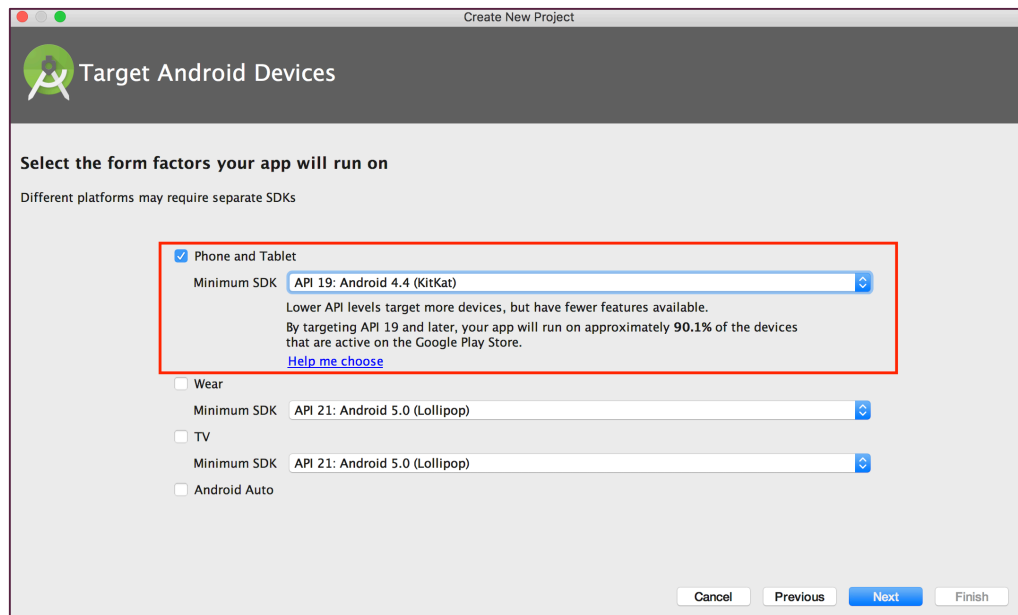 Create New Project
Target Android Devices
Select the form factors your app will run on
Different platforms may require separate SDKs
Phone and Tablet
Minimum SDK API 19: Android 4.4 (KitKat)
Lower API levels target more devices, but have fewer features available.
By targeting API 19 and later, your app will run on approximately 90.1% of the devices
that are active on the Google Play Store.
Help me choose
Wear
Minimum SDK API 21: Android 5.0 (Lollipop)
TV
Minimum SDK API 21: Android 5.0 (Lollipop)
Android Auto
Cancel Previous Next Finish